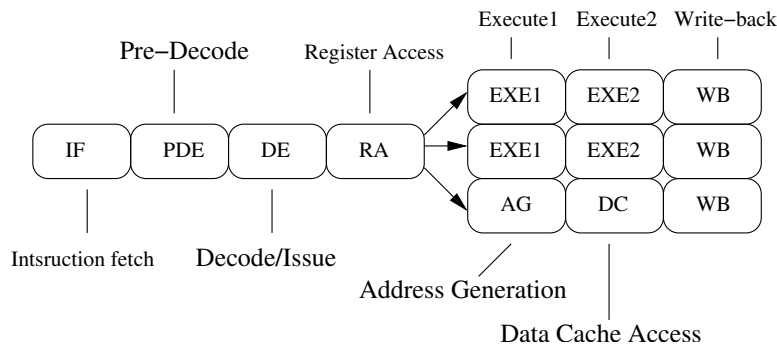 Execute1 Execute2 Write−back
Pre−Decode Register Access
EXE1 EXE2 WB
IF PDE DE RA EXE1 EXE2 WB
AG DC WB
Intsruction fetch Decode/Issue
Address Generation
Data Cache Access